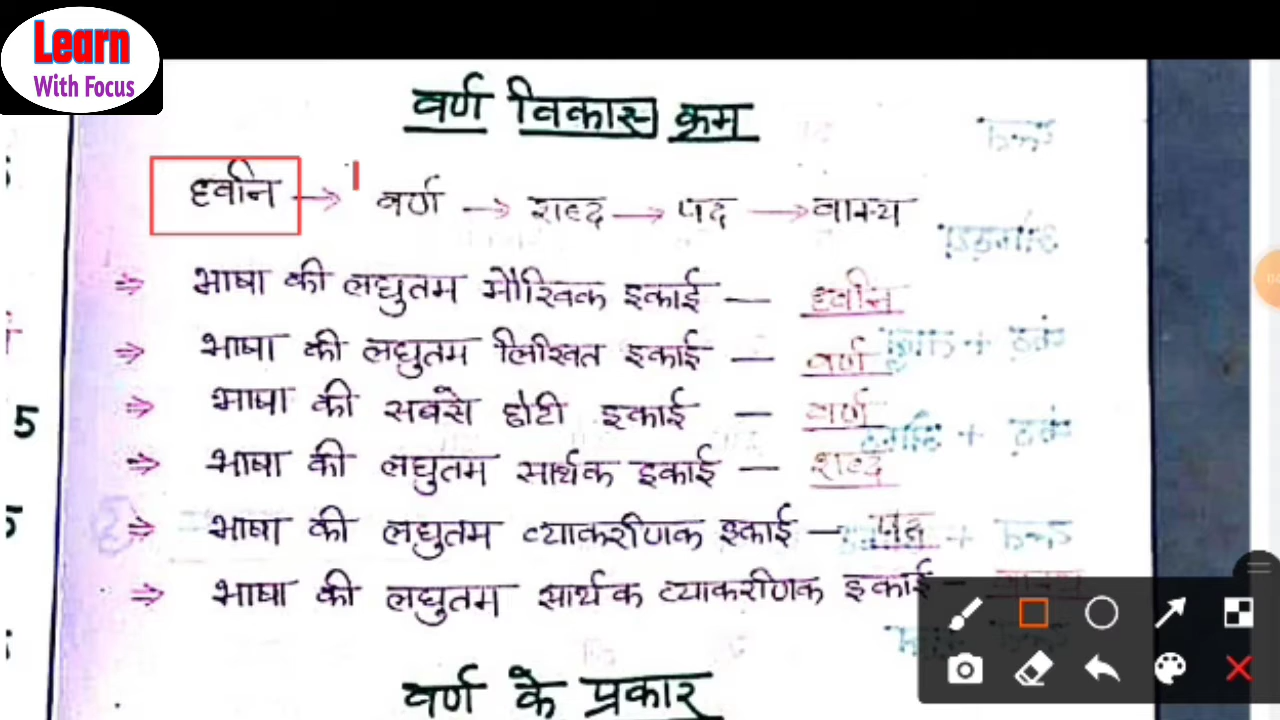 Learn
With Focus
वर्ण विकास क्रम
ध्वनि → वर्ण → शब्द → पद → वाक्य
⇒ भाषा की लघुतम मौखिक इकाई — ध्वनि
⇒ भाषा की लघुतम लिखित इकाई — वर्ण
⇒ भाषा की सबसे छोटी इकाई — वर्ण
⇒ भाषा की लघुतम सार्थक इकाई — शब्द
5
⇒ भाषा की लघुतम व्याकरणिक इकाई — पद
⇒ भाषा की लघुतम सार्थक व्याकरणिक इकाई —
वर्ण के प्रकार